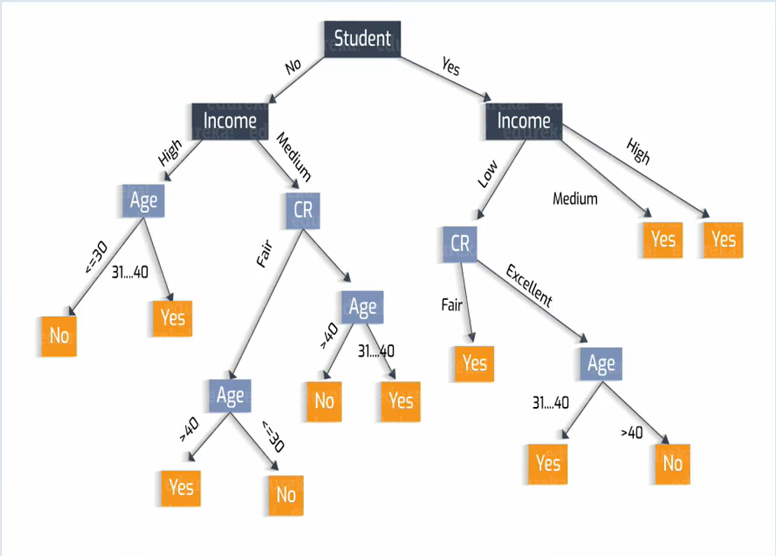 Student
No
Yes
Income
Income
High
Medium
Low
Medium
High
Age
CR
CR
Yes
Yes
<=30
31....40
Fair
Fair
Excellent
No
Yes
Age
>40
31....40
Yes
Age
Age
No
Yes
31....40
>40
>40
<=30
Yes
No
Yes
No
edureka!